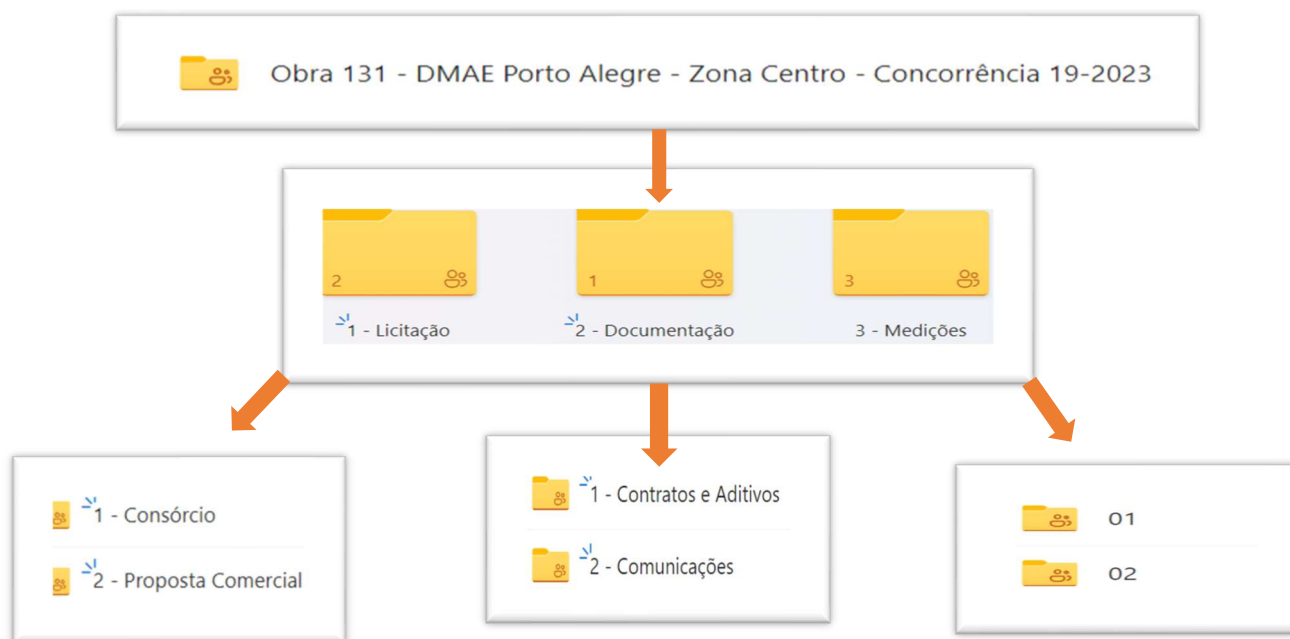 Obra 131 - DMAE Porto Alegre - Zona Centro - Concorrência 19-2023
2
1
3
1 - Licitação
2 - Documentação
3 - Medições
1 - Consórcio
2 - Proposta Comercial
1 - Contratos e Aditivos
2 - Comunicações
01
02